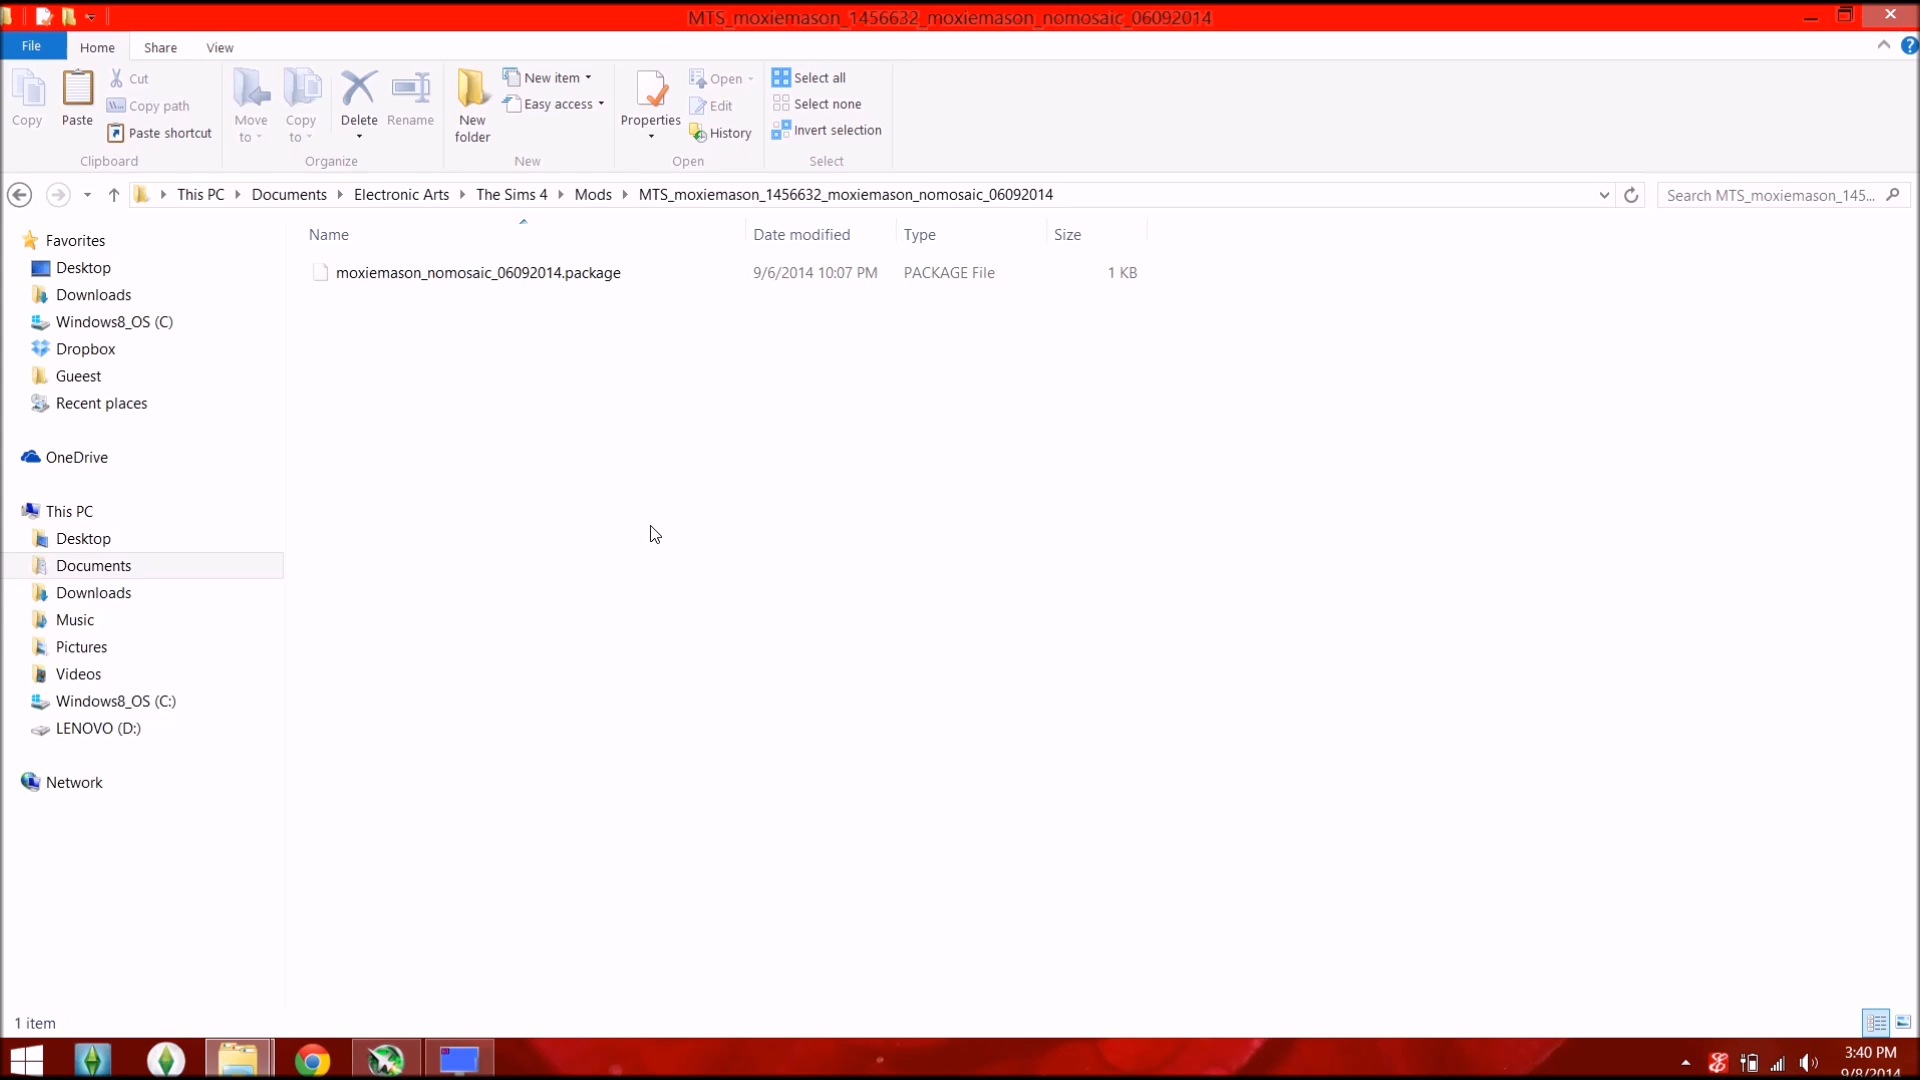 MTS_moxiemason_1456632_moxiemason_nomosaic_06092014
File Home Share View
Copy
Paste
Cut
Copy path
Paste shortcut
Clipboard
Move to
Copy to
Delete
Rename
Organize
New folder
New item
Easy access
New
Properties
Open
Edit
History
Open
Select all
Select none
Invert selection
Select
This PC Documents Electronic Arts The Sims 4 Mods MTS_moxiemason_1456632_moxiemason_nomosaic_06092014
Search MTS_moxiemason_145...
Name Date modified Type Size
moxiemason_nomosaic_06092014.package 9/6/2014 10:07 PM PACKAGE File 1 KB
Favorites
Desktop
Downloads
Windows8_OS (C)
Dropbox
Gueest
Recent places
OneDrive
This PC
Desktop
Documents
Downloads
Music
Pictures
Videos
Windows8_OS (C:)
LENOVO (D:)
Network
1 item
3:40 PM
9/8/2014